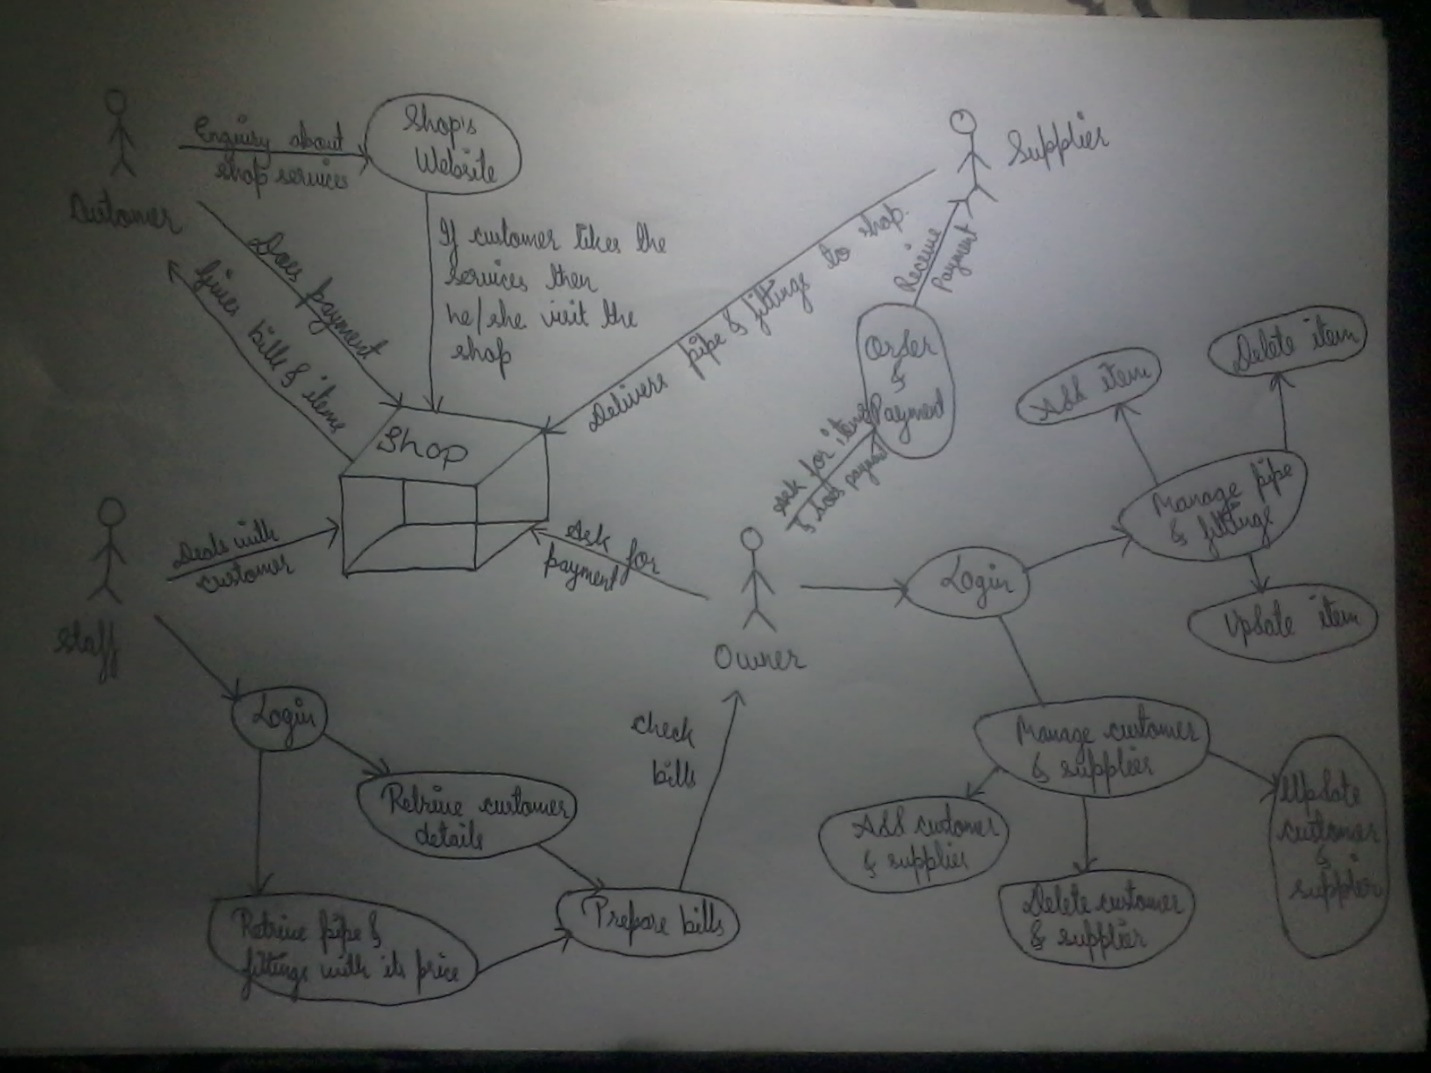 Customer
Enquiry about
shop services
Shop's
Website
If customer likes the
services then
he/she visit the
shop
Does payment
Gives bills & items
Shop
Supplier
Delivers pipe & fittings to shop.
Receive
Payment
Order
&
Payment
Ask for items
& does payment
Staff
Deals with
customer
Ask for
payment
Owner
Login
Manage pipe
& fittings
Add item
Delete item
Update item
Manage customer
& supplier
Add customer
& supplier
Delete customer
& supplier
Update
customer
&
supplier
Login
Retrive customer
details
Retrive pipe &
fittings with its price
Prepare bills
check
bills